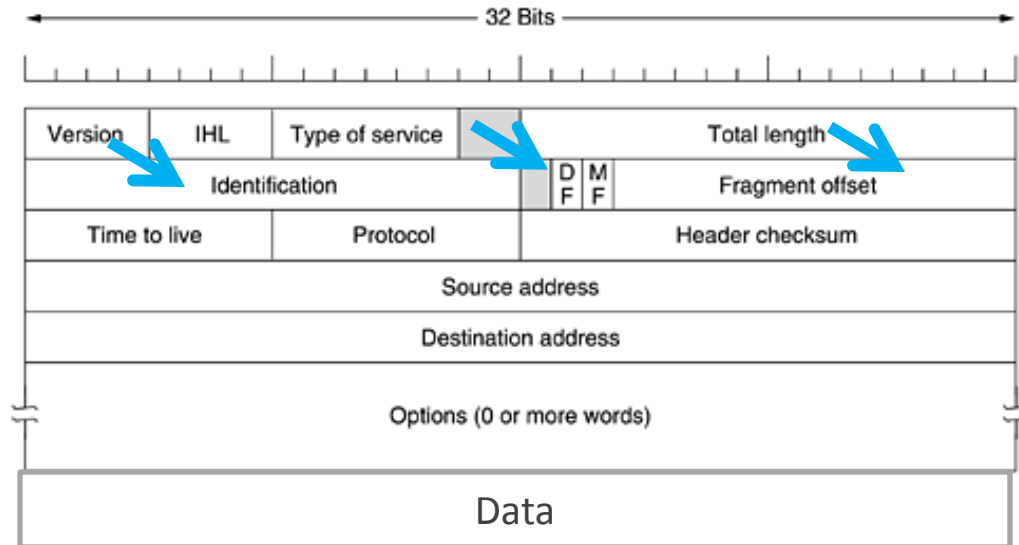 32 Bits
Version IHL Type of service Total length
Identification D F M F Fragment offset
Time to live Protocol Header checksum
Source address
Destination address
Options (0 or more words)
Data